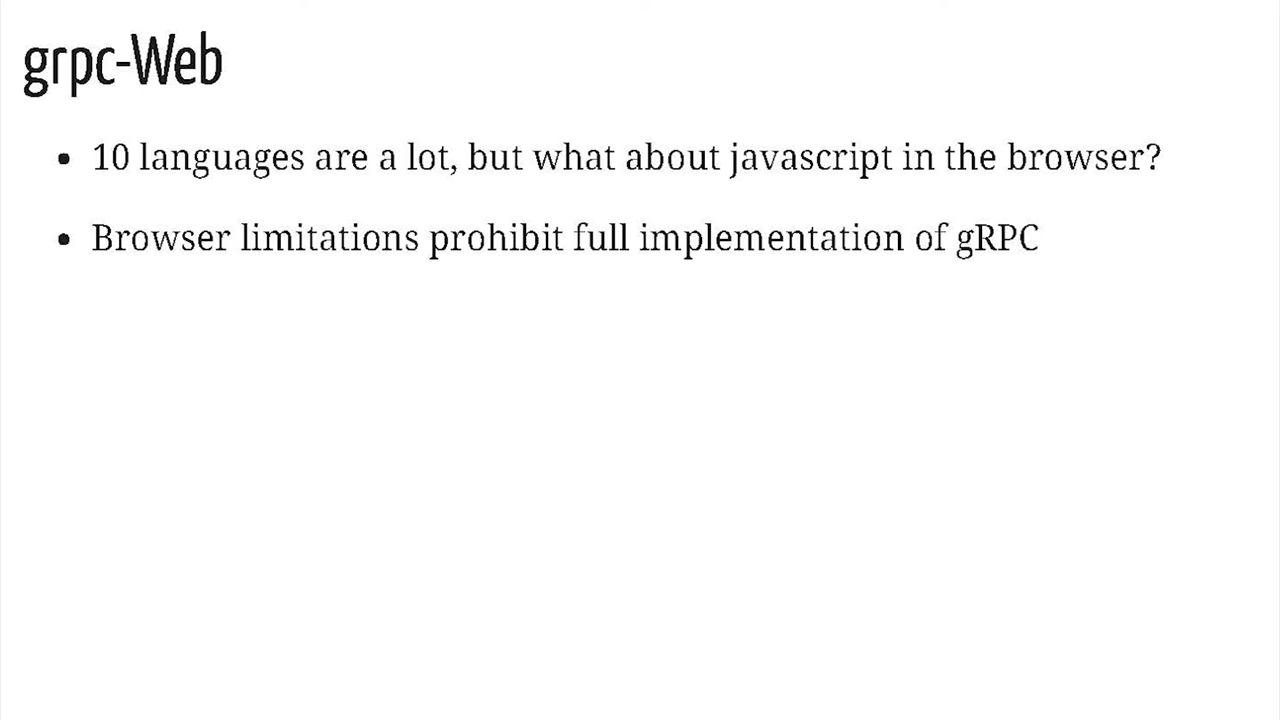 grpc-Web
• 10 languages are a lot, but what about javascript in the browser?
• Browser limitations prohibit full implementation of gRPC